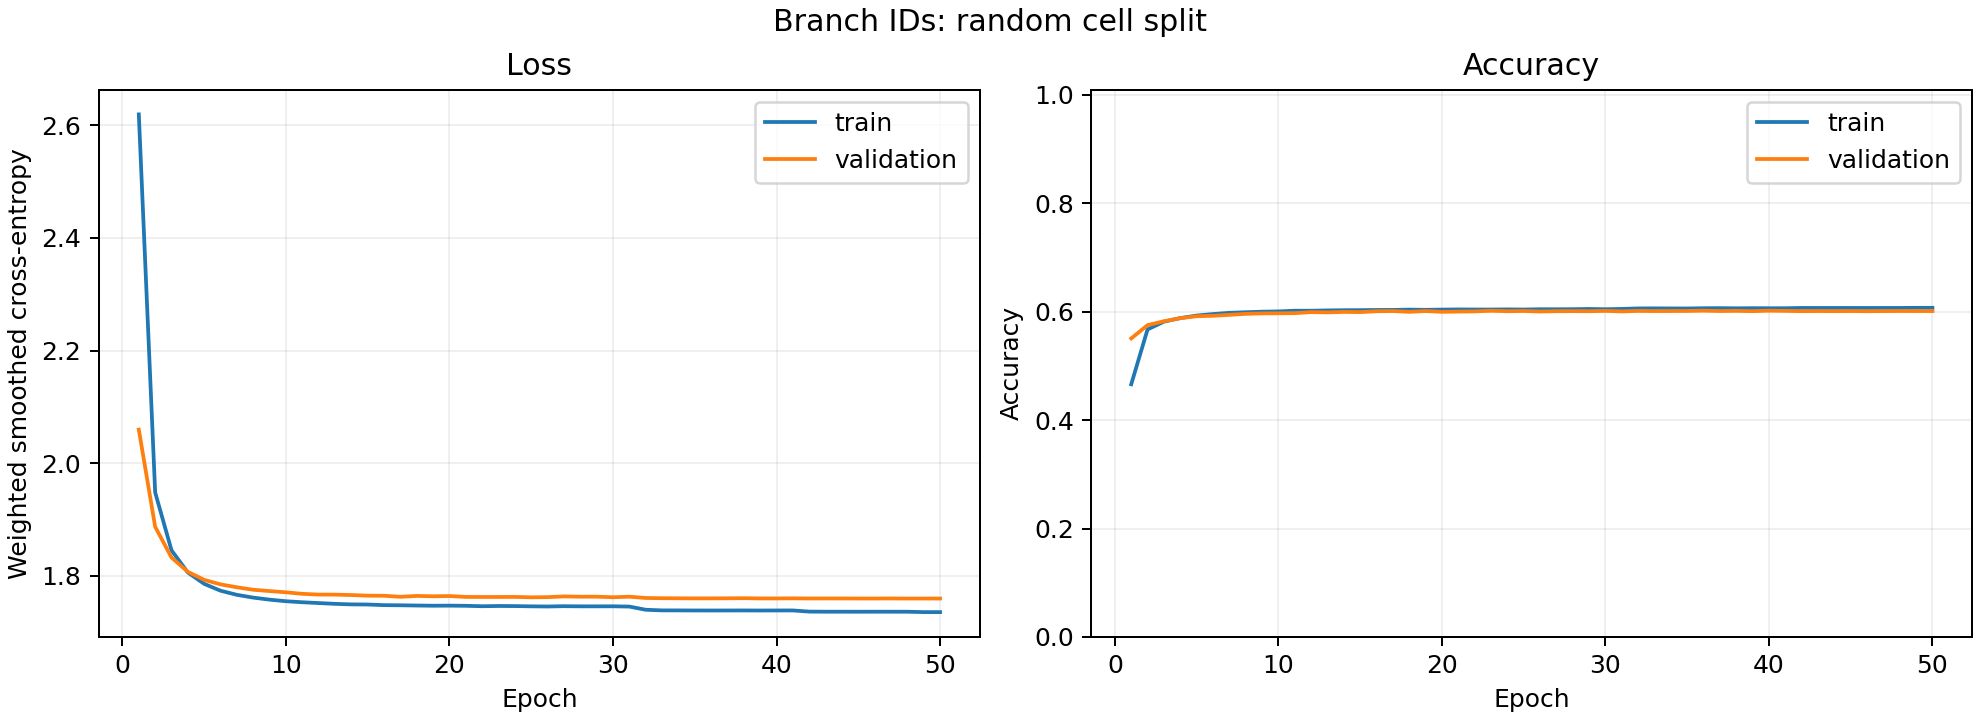 Branch IDs: random cell split
Loss
Weighted smoothed cross-entropy
2.6
2.4
2.2
2.0
1.8
train
validation
0
10
20
30
40
50
Epoch
Accuracy
Accuracy
1.0
0.8
0.6
0.4
0.2
0.0
train
validation
0
10
20
30
40
50
Epoch